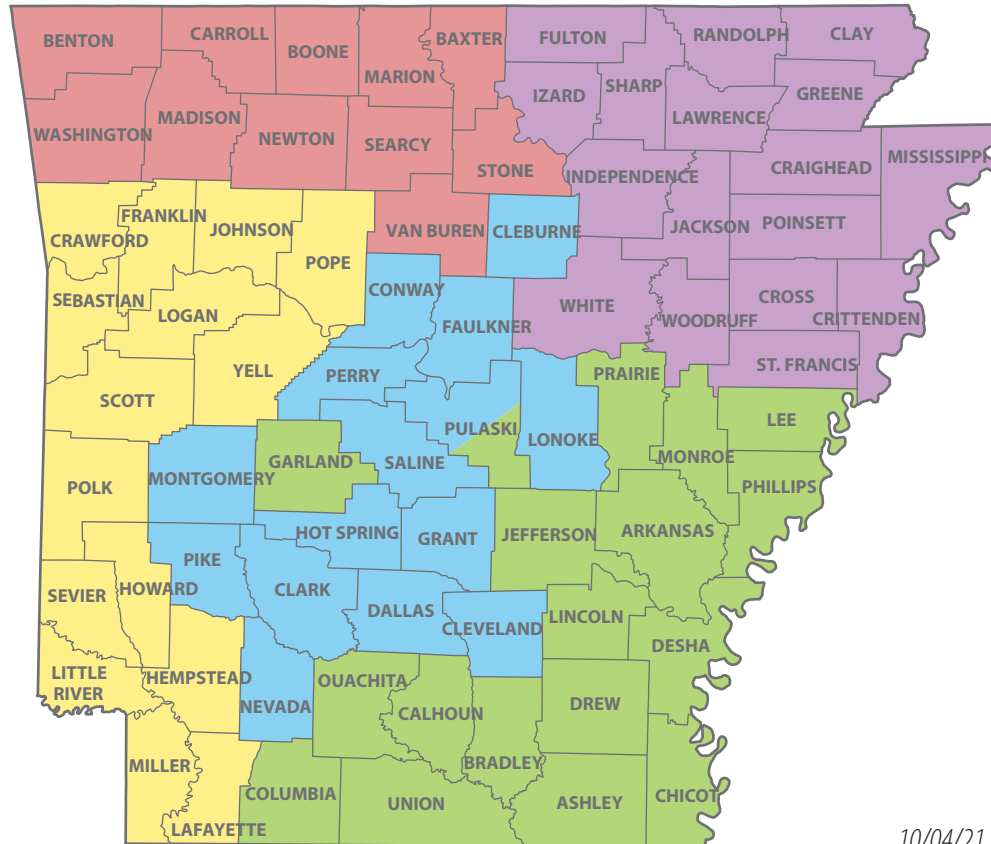 BENTON
CARROLL
BOONE
MARION
BAXTER
FULTON
RANDOLPH
CLAY
IZARD
SHARP
GREENE
LAWRENCE
WASHINGTON
MADISON
NEWTON
SEARCY
STONE
INDEPENDENCE
CRAIGHEAD
MISSISSIPPI
FRANKLIN
CRAWFORD
JOHNSON
POPE
VAN BUREN
CLEBURNE
JACKSON
POINSETT
SEBASTIAN
LOGAN
CONWAY
FAULKNER
WHITE
WOODRUFF
CROSS
CRITTENDEN
SCOTT
YELL
PERRY
PRAIRIE
ST. FRANCIS
PULASKI
LONOKE
LEE
POLK
MONTGOMERY
GARLAND
SALINE
MONROE
PHILLIPS
HOT SPRING
GRANT
JEFFERSON
ARKANSAS
PIKE
SEVIER
HOWARD
CLARK
DALLAS
CLEVELAND
LINCOLN
DESHA
LITTLE
RIVER
HEMPSTEAD
NEVADA
OUACHITA
CALHOUN
DREW
MILLER
BRADLEY
COLUMBIA
UNION
ASHLEY
CHICOT
LAFAYETTE
10/04/21